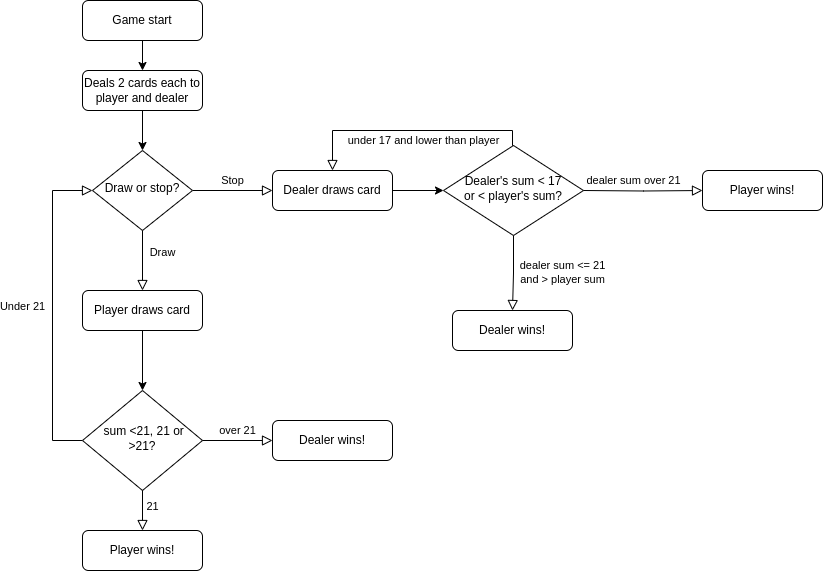 Game start
Deals 2 cards each to
player and dealer
under 17 and lower than player
Draw or stop?
Stop
Dealer draws card
Dealer's sum < 17
or < player's sum?
dealer sum over 21
Player wins!
Draw
dealer sum <= 21
and > player sum
Player draws card
Under 21
Dealer wins!
sum <21, 21 or
>21?
over 21
Dealer wins!
21
Player wins!